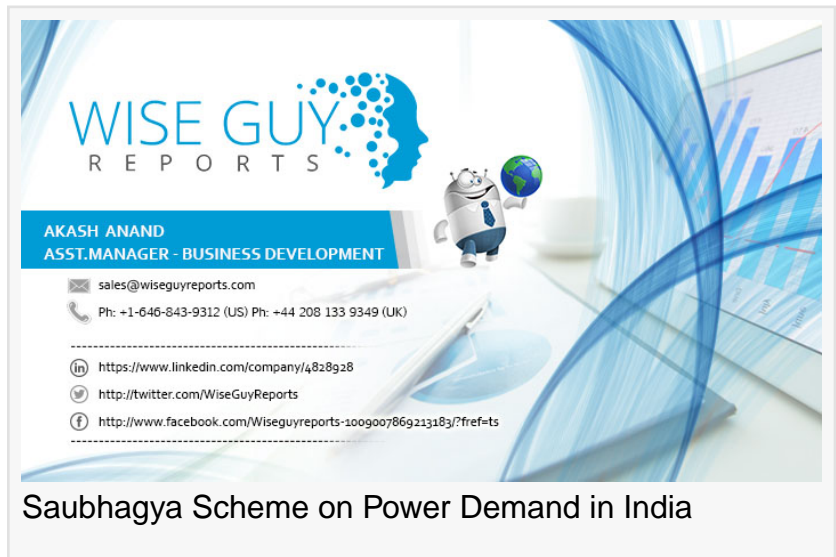 WISE GUY
REPORTS
AKASH ANAND
ASST.MANAGER - BUSINESS DEVELOPMENT
sales@wiseguyreports.com
Ph: +1-646-843-9312 (US) Ph: +44 208 133 9349 (UK)
https://www.linkedin.com/company/4828928
http://twitter.com/WiseGuyReports
http://www.facebook.com/Wiseguyreports-1009007869213183/?fref=ts
Saubhagya Scheme on Power Demand in India